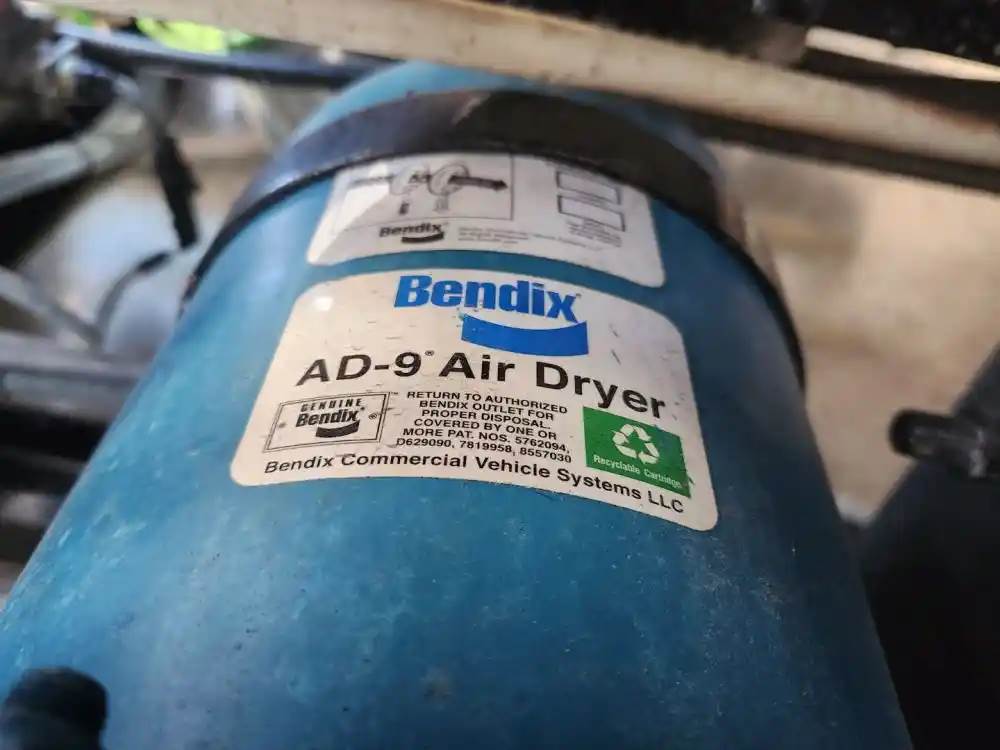 Bendix
Bendix
AD-9® Air Dryer
GENUINE
Bendix
RETURN TO AUTHORIZED
BENDIX OUTLET FOR
PROPER DISPOSAL.
COVERED BY ONE OR
MORE PAT. NOS. 5762094,
D629090, 7819958, 8557030
Recyclable Cartridge
Bendix Commercial Vehicle Systems LLC